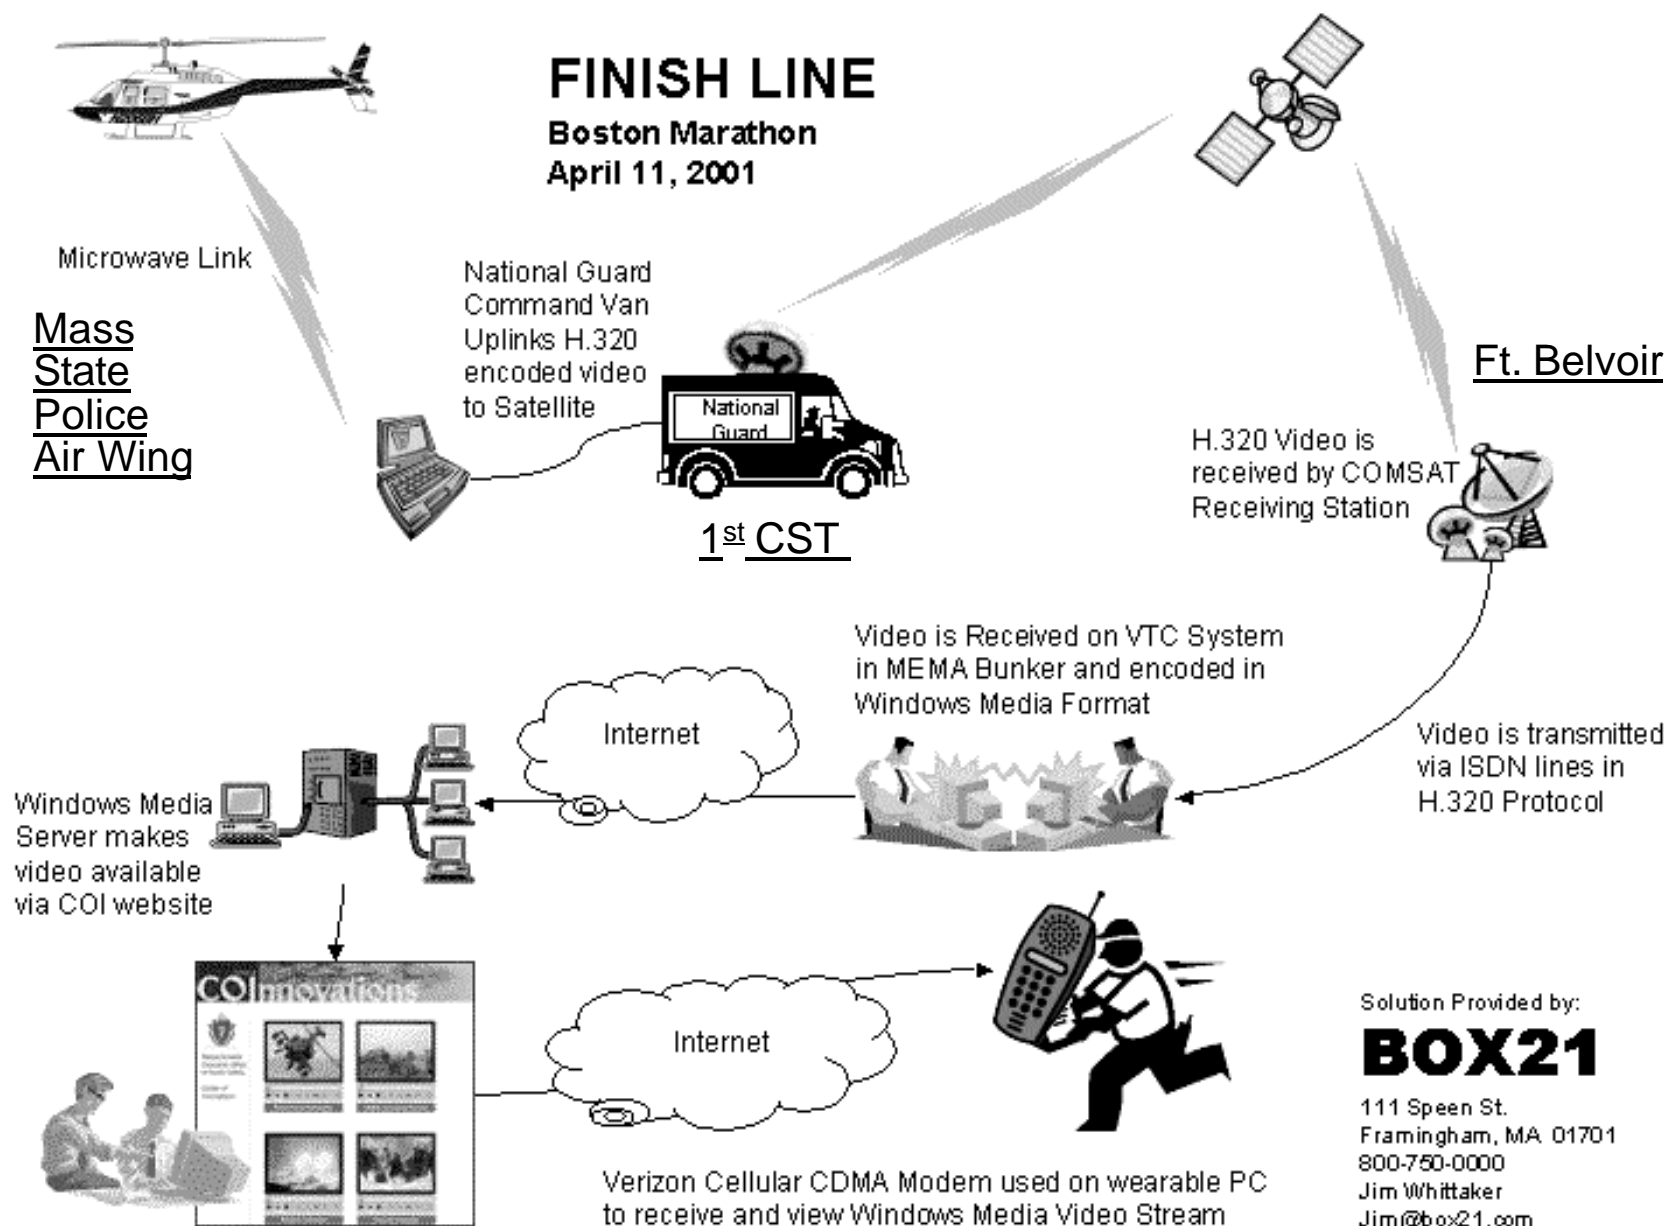 FINISH LINE
Boston Marathon
April 11, 2001
Microwave Link
Mass
State
Police
Air Wing
National Guard
Command Van
Uplinks H.320
encoded video
to Satellite
National
Guard
1st CST
Ft. Belvoir
H.320 Video is
received by COMSAT
Receiving Station
Video is Received on VTC System
in MEMA Bunker and encoded in
Windows Media Format
Video is transmitted
via ISDN lines in
H.320 Protocol
Internet
Windows Media
Server makes
video available
via COI website
COInnovations
Internet
Verizon Cellular CDMA Modem used on wearable PC
to receive and view Windows Media Video Stream
Solution Provided by:
BOX21
111 Speen St.
Framingham, MA 01701
800-750-0000
Jim Whittaker
Jim@box21.com